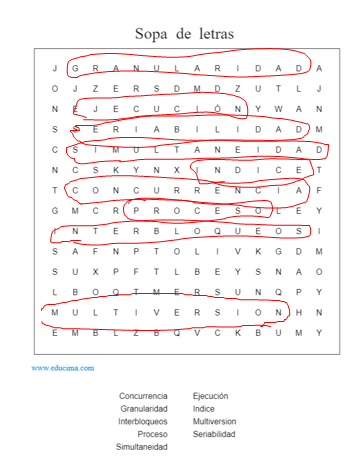 Sopa de letras
J G R A N U L A R I D A D A
O J Z E R S D M D Z U T L J
N E J E C U C I Ó N Y W A N
S S E R I A B I L I D A D M
C S I M U L T A N E I D A D
N C S K Y N X I N D I C E T
T C O N C U R R E N C I A F
G M C R P R O C E S O L E Y
I N T E R B L O Q U E O S I
S A F N P T O L I V K G D M
S U X P F T L B E Y S N A O
L B O Q T M E R S U N Q P Y
M U L T I V E R S I O N H N
E M B L Z B Q V C K B U M Y
www.educima.com
Concurrencia Ejecución
Granularidad Indice
Interbloqueos Multiversion
Proceso Seriabilidad
Simultaneidad